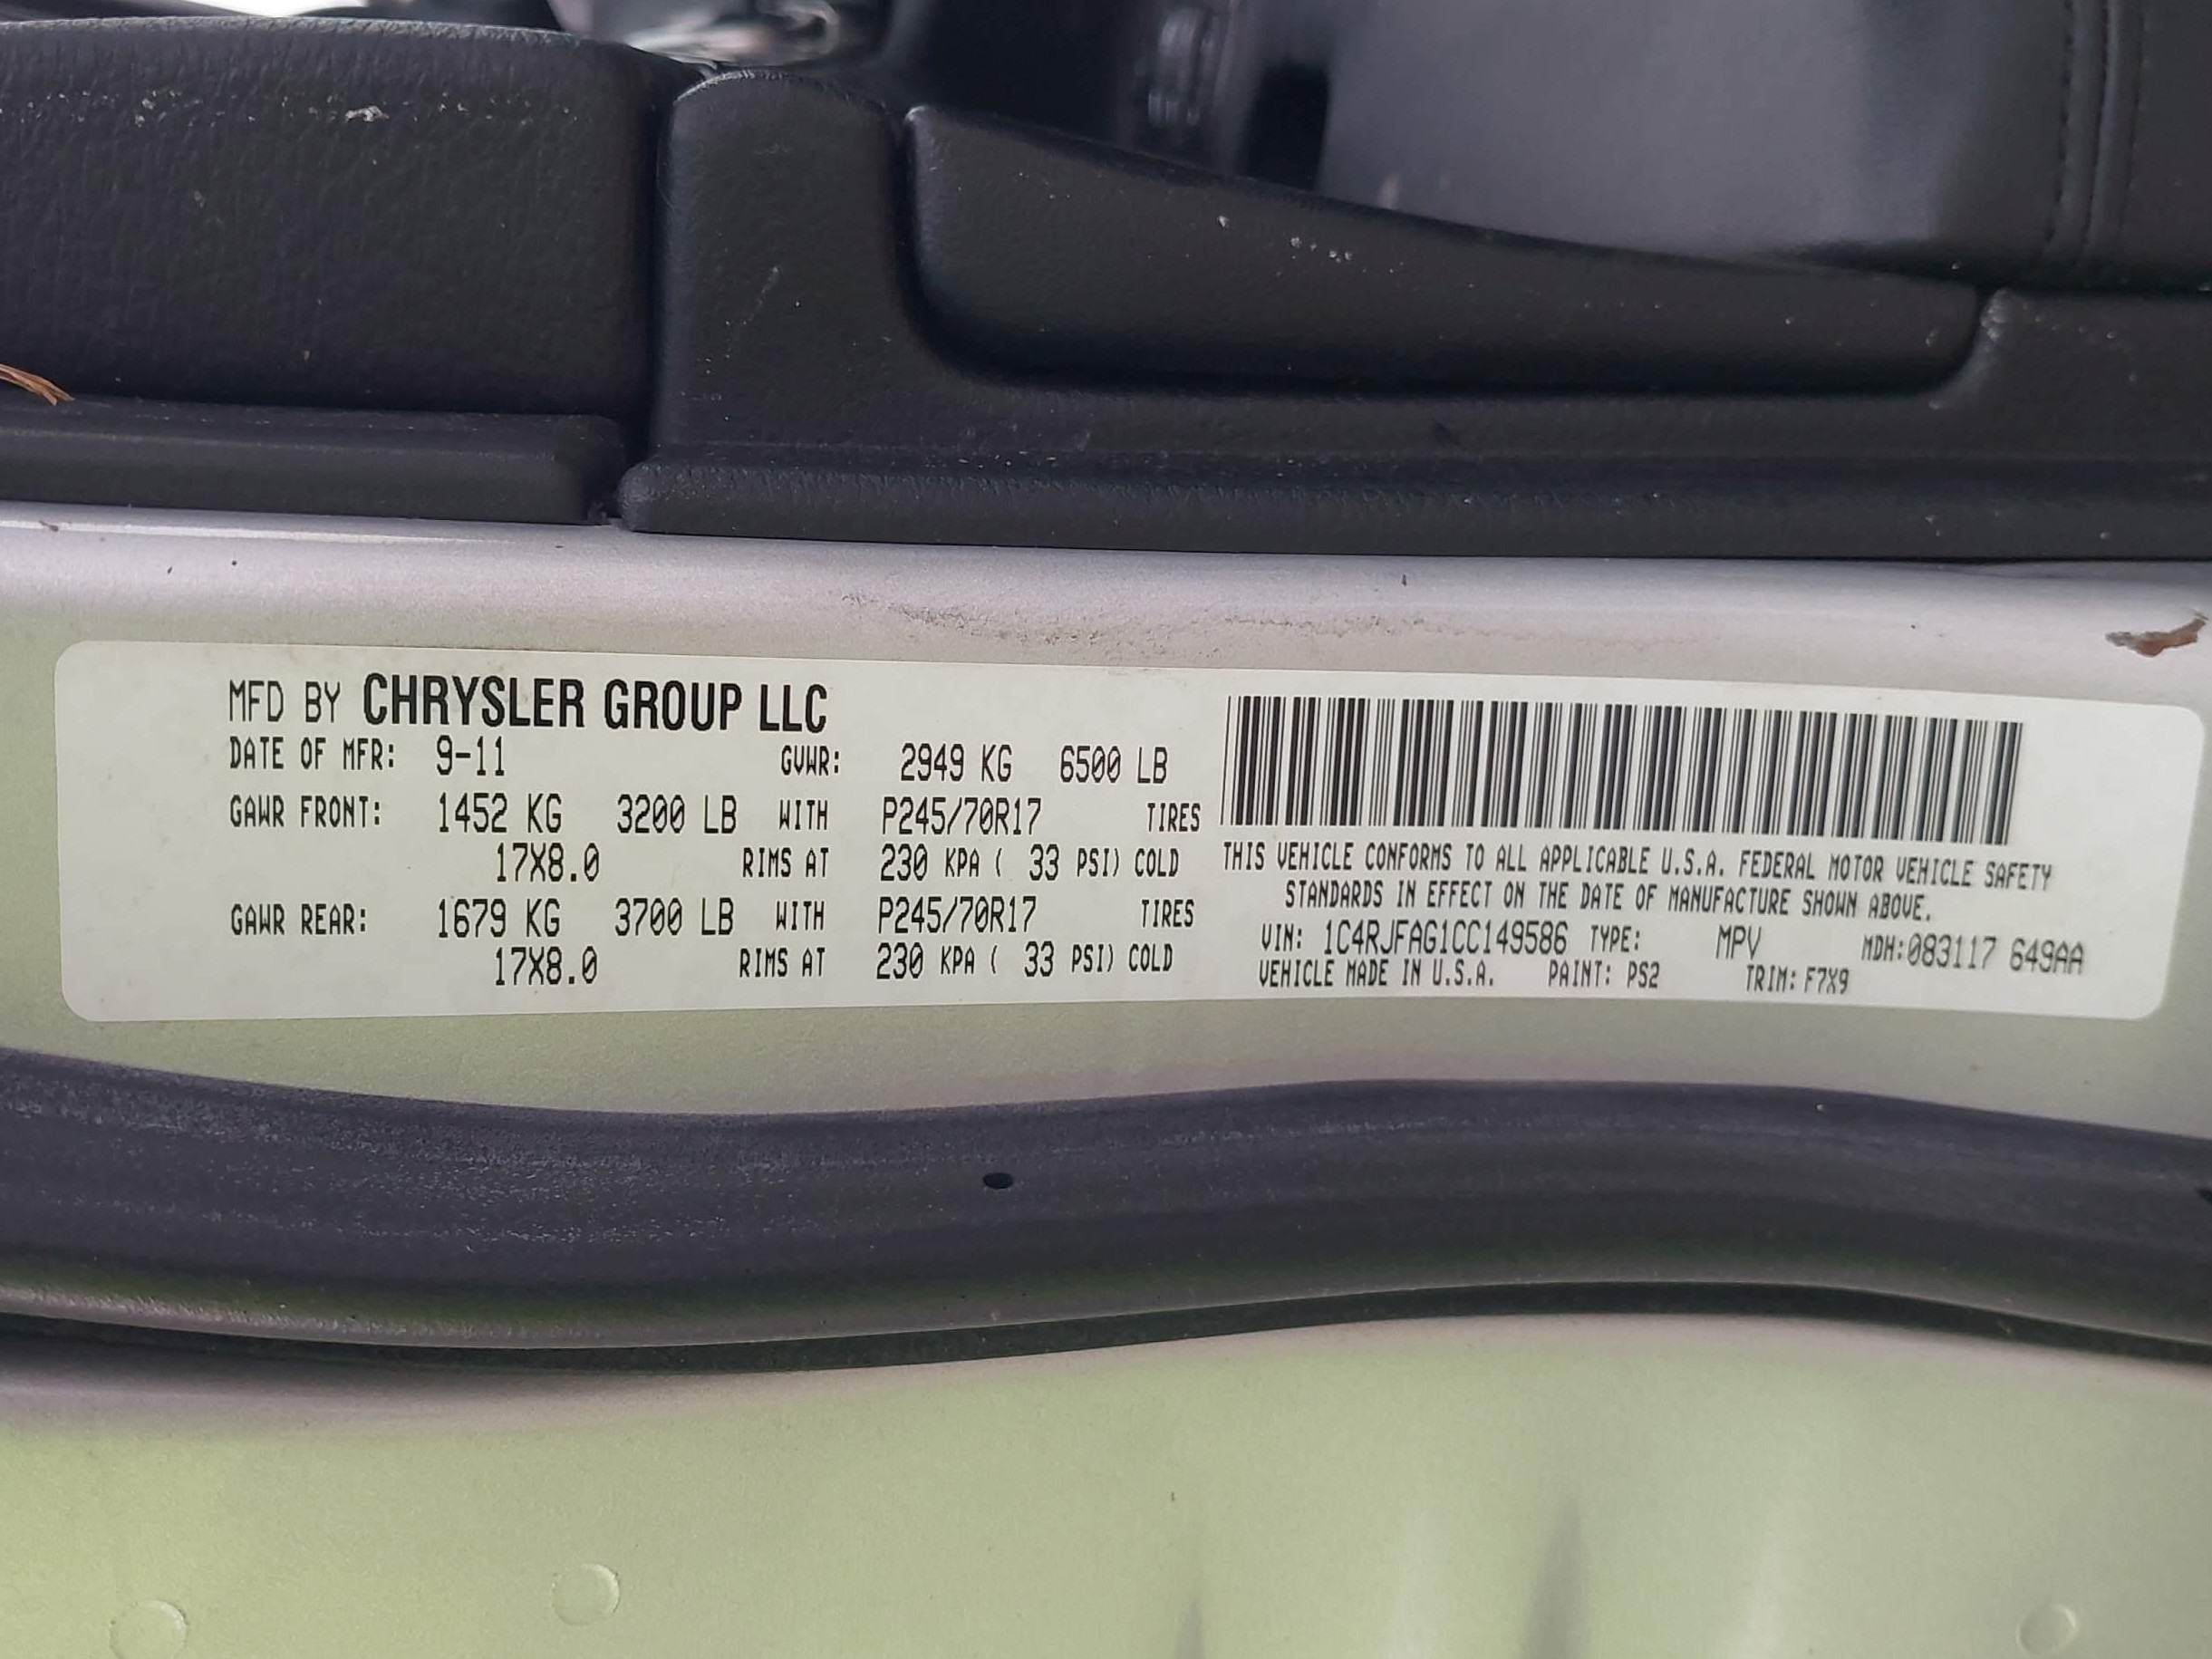 MFD BY CHRYSLER GROUP LLC
DATE OF MFR: 9-11 GVWR: 2949 KG 6500 LB
GAWR FRONT: 1452 KG 3200 LB WITH P245/70R17 TIRES
17X8.0 RIMS AT 230 KPA ( 33 PSI) COLD
GAWR REAR: 1679 KG 3700 LB WITH P245/70R17 TIRES
17X8.0 RIMS AT 230 KPA ( 33 PSI) COLD
THIS VEHICLE CONFORMS TO ALL APPLICABLE U.S.A. FEDERAL MOTOR VEHICLE SAFETY
STANDARDS IN EFFECT ON THE DATE OF MANUFACTURE SHOWN ABOVE.
VIN: 1C4RJFAG1CC149586 TYPE: MPV MDH:083117 649AA
VEHICLE MADE IN U.S.A. PAINT: PS2 TRIM: F7X9